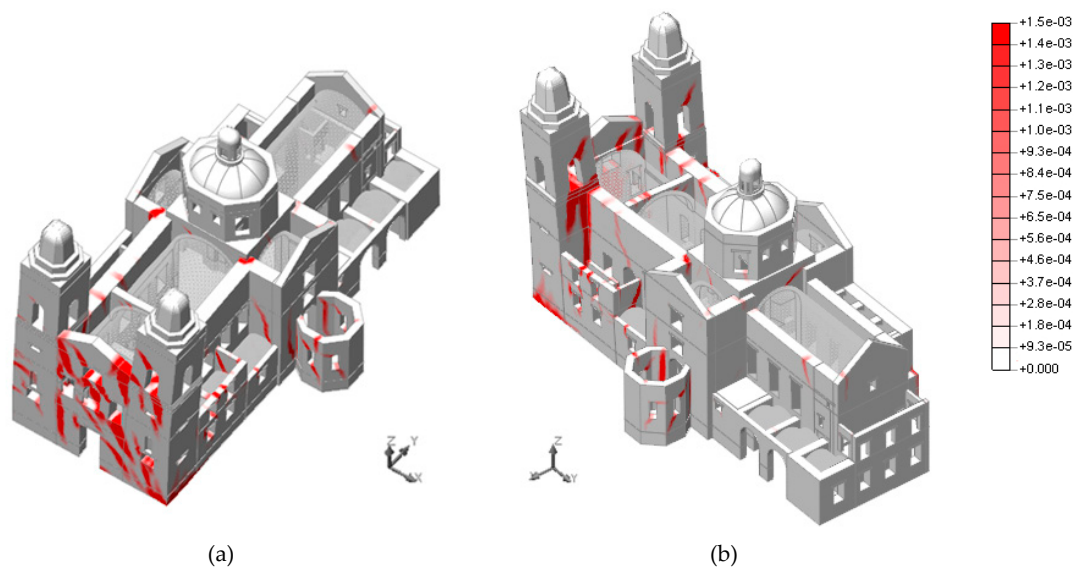 +1.5e-03
+1.4e-03
+1.3e-03
+1.2e-03
+1.1e-03
+1.0e-03
+9.3e-04
+8.4e-04
+7.5e-04
+6.5e-04
+5.6e-04
+4.6e-04
+3.7e-04
+2.8e-04
+1.8e-04
+9.3e-05
+0.000
Z Y
X
Z
X Y
(a) (b)